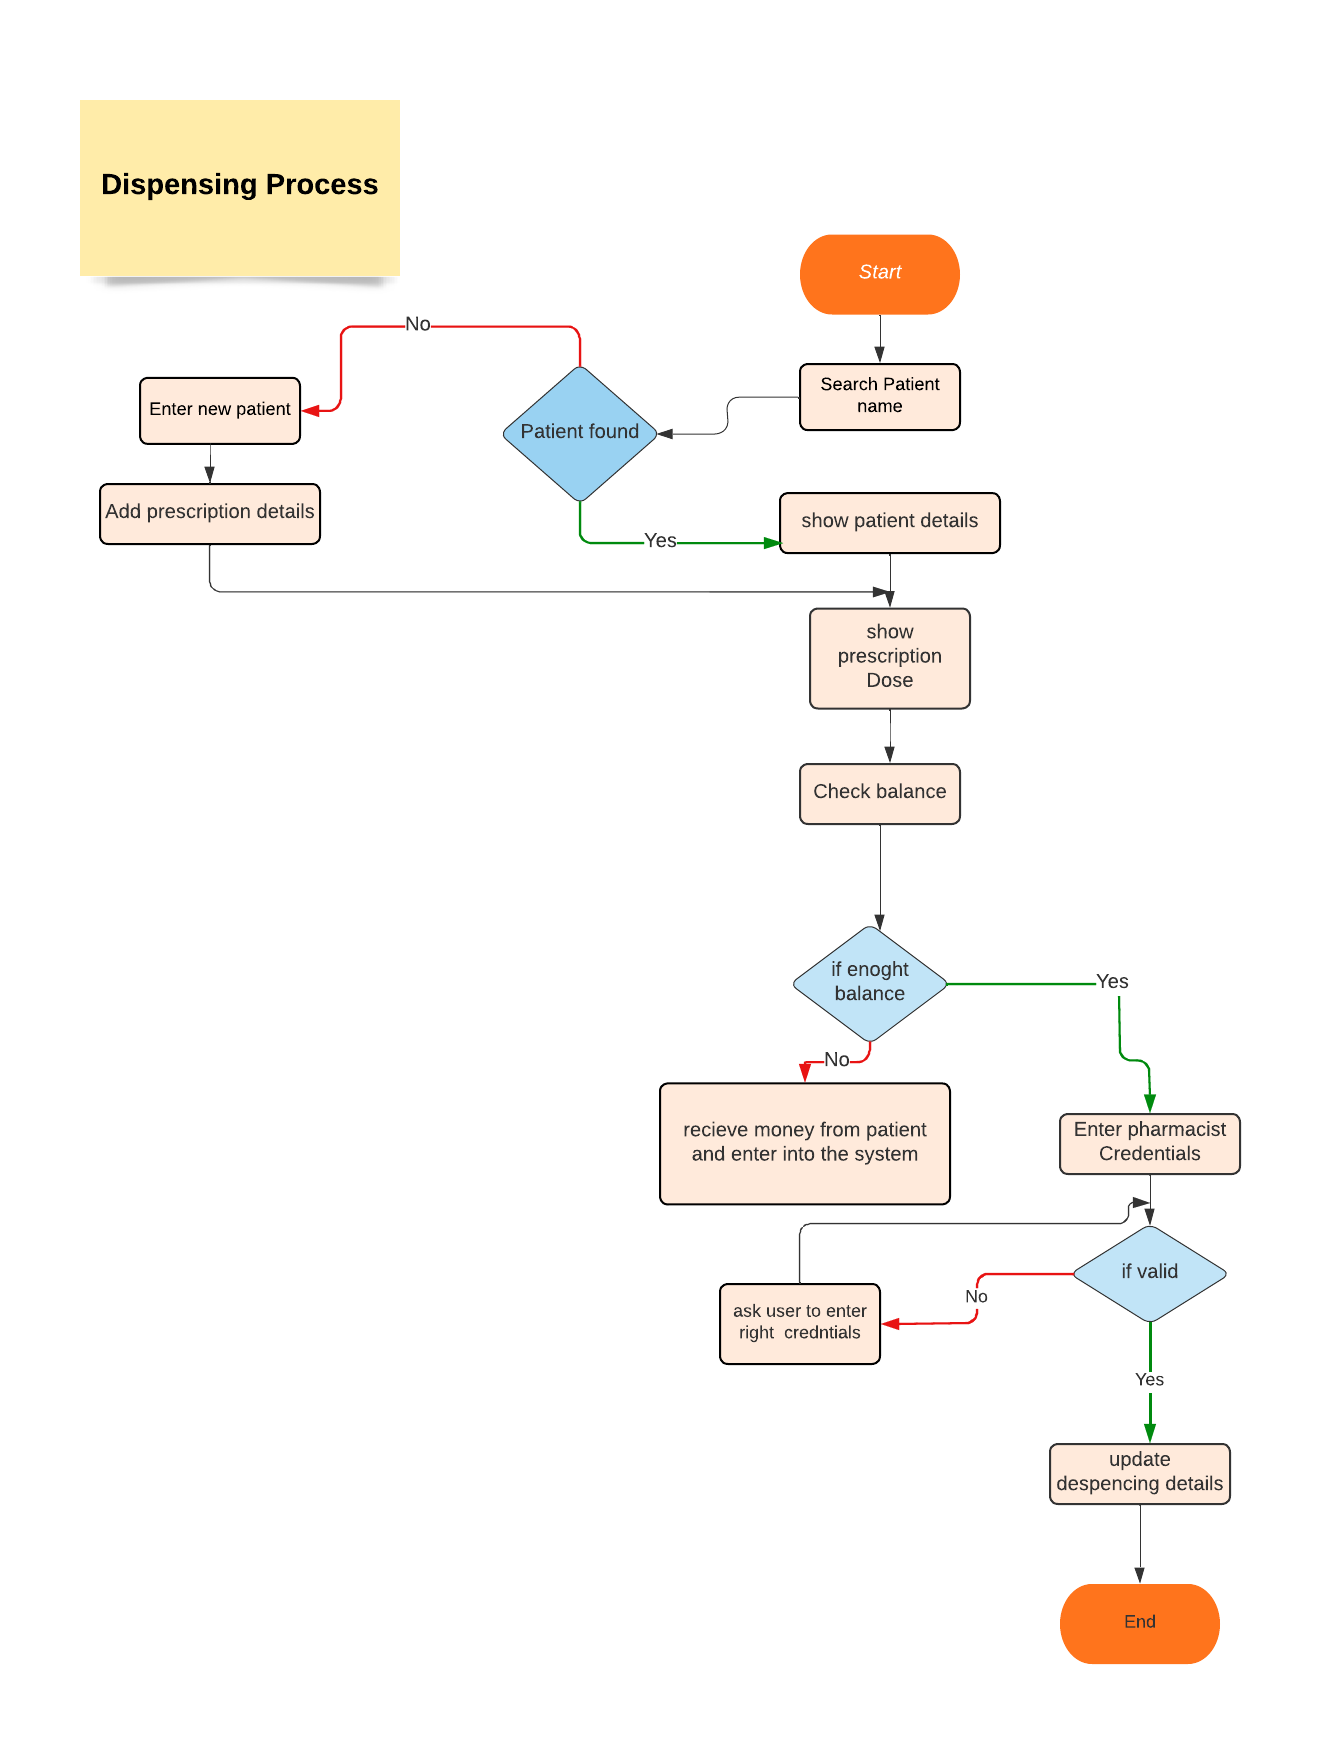 Dispensing Process
Start
Search Patient
name
No
Patient found
Enter new patient
Add prescription details
Yes
show patient details
show
prescription
Dose
Check balance
if enoght
balance
Yes
No
recieve money from patient
and enter into the system
Enter pharmacist
Credentials
if valid
No
ask user to enter
right  credntials
Yes
update
despencing details
End